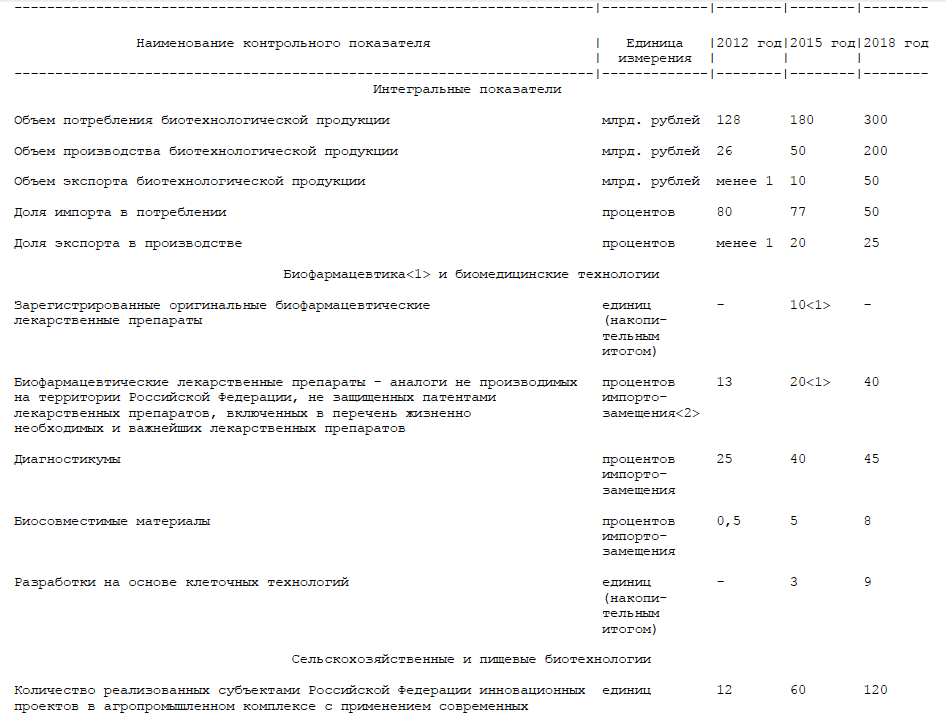 Наименование контрольного показателя | Единица |2012 год|2015 год|2018 год
| измерения | | |
Интегральные показатели
Объем потребления биотехнологической продукции млрд. рублей 128 180 300
Объем производства биотехнологической продукции млрд. рублей 26 50 200
Объем экспорта биотехнологической продукции млрд. рублей менее 1 10 50
Доля импорта в потреблении процентов 80 77 50
Доля экспорта в производстве процентов менее 1 20 25
Биофармацевтика<1> и биомедицинские технологии
Зарегистрированные оригинальные биофармацевтические единиц - 10<1> -
лекарственные препараты (накопи-
тельным
итогом)
Биофармацевтические лекарственные препараты - аналоги не производимых процентов 13 20<1> 40
на территории Российской Федерации, не защищенных патентами импорто-
лекарственных препаратов, включенных в перечень жизненно замещения<2>
необходимых и важнейших лекарственных препаратов
Диагностикумы процентов 25 40 45
импорто-
замещения
Биосовместимые материалы процентов 0,5 5 8
импорто-
замещения
Разработки на основе клеточных технологий единиц - 3 9
(накопи-
тельным
итогом)
Сельскохозяйственные и пищевые биотехнологии
Количество реализованных субъектами Российской Федерации инновационных единиц 12 60 120
проектов в агропромышленном комплексе с применением современных